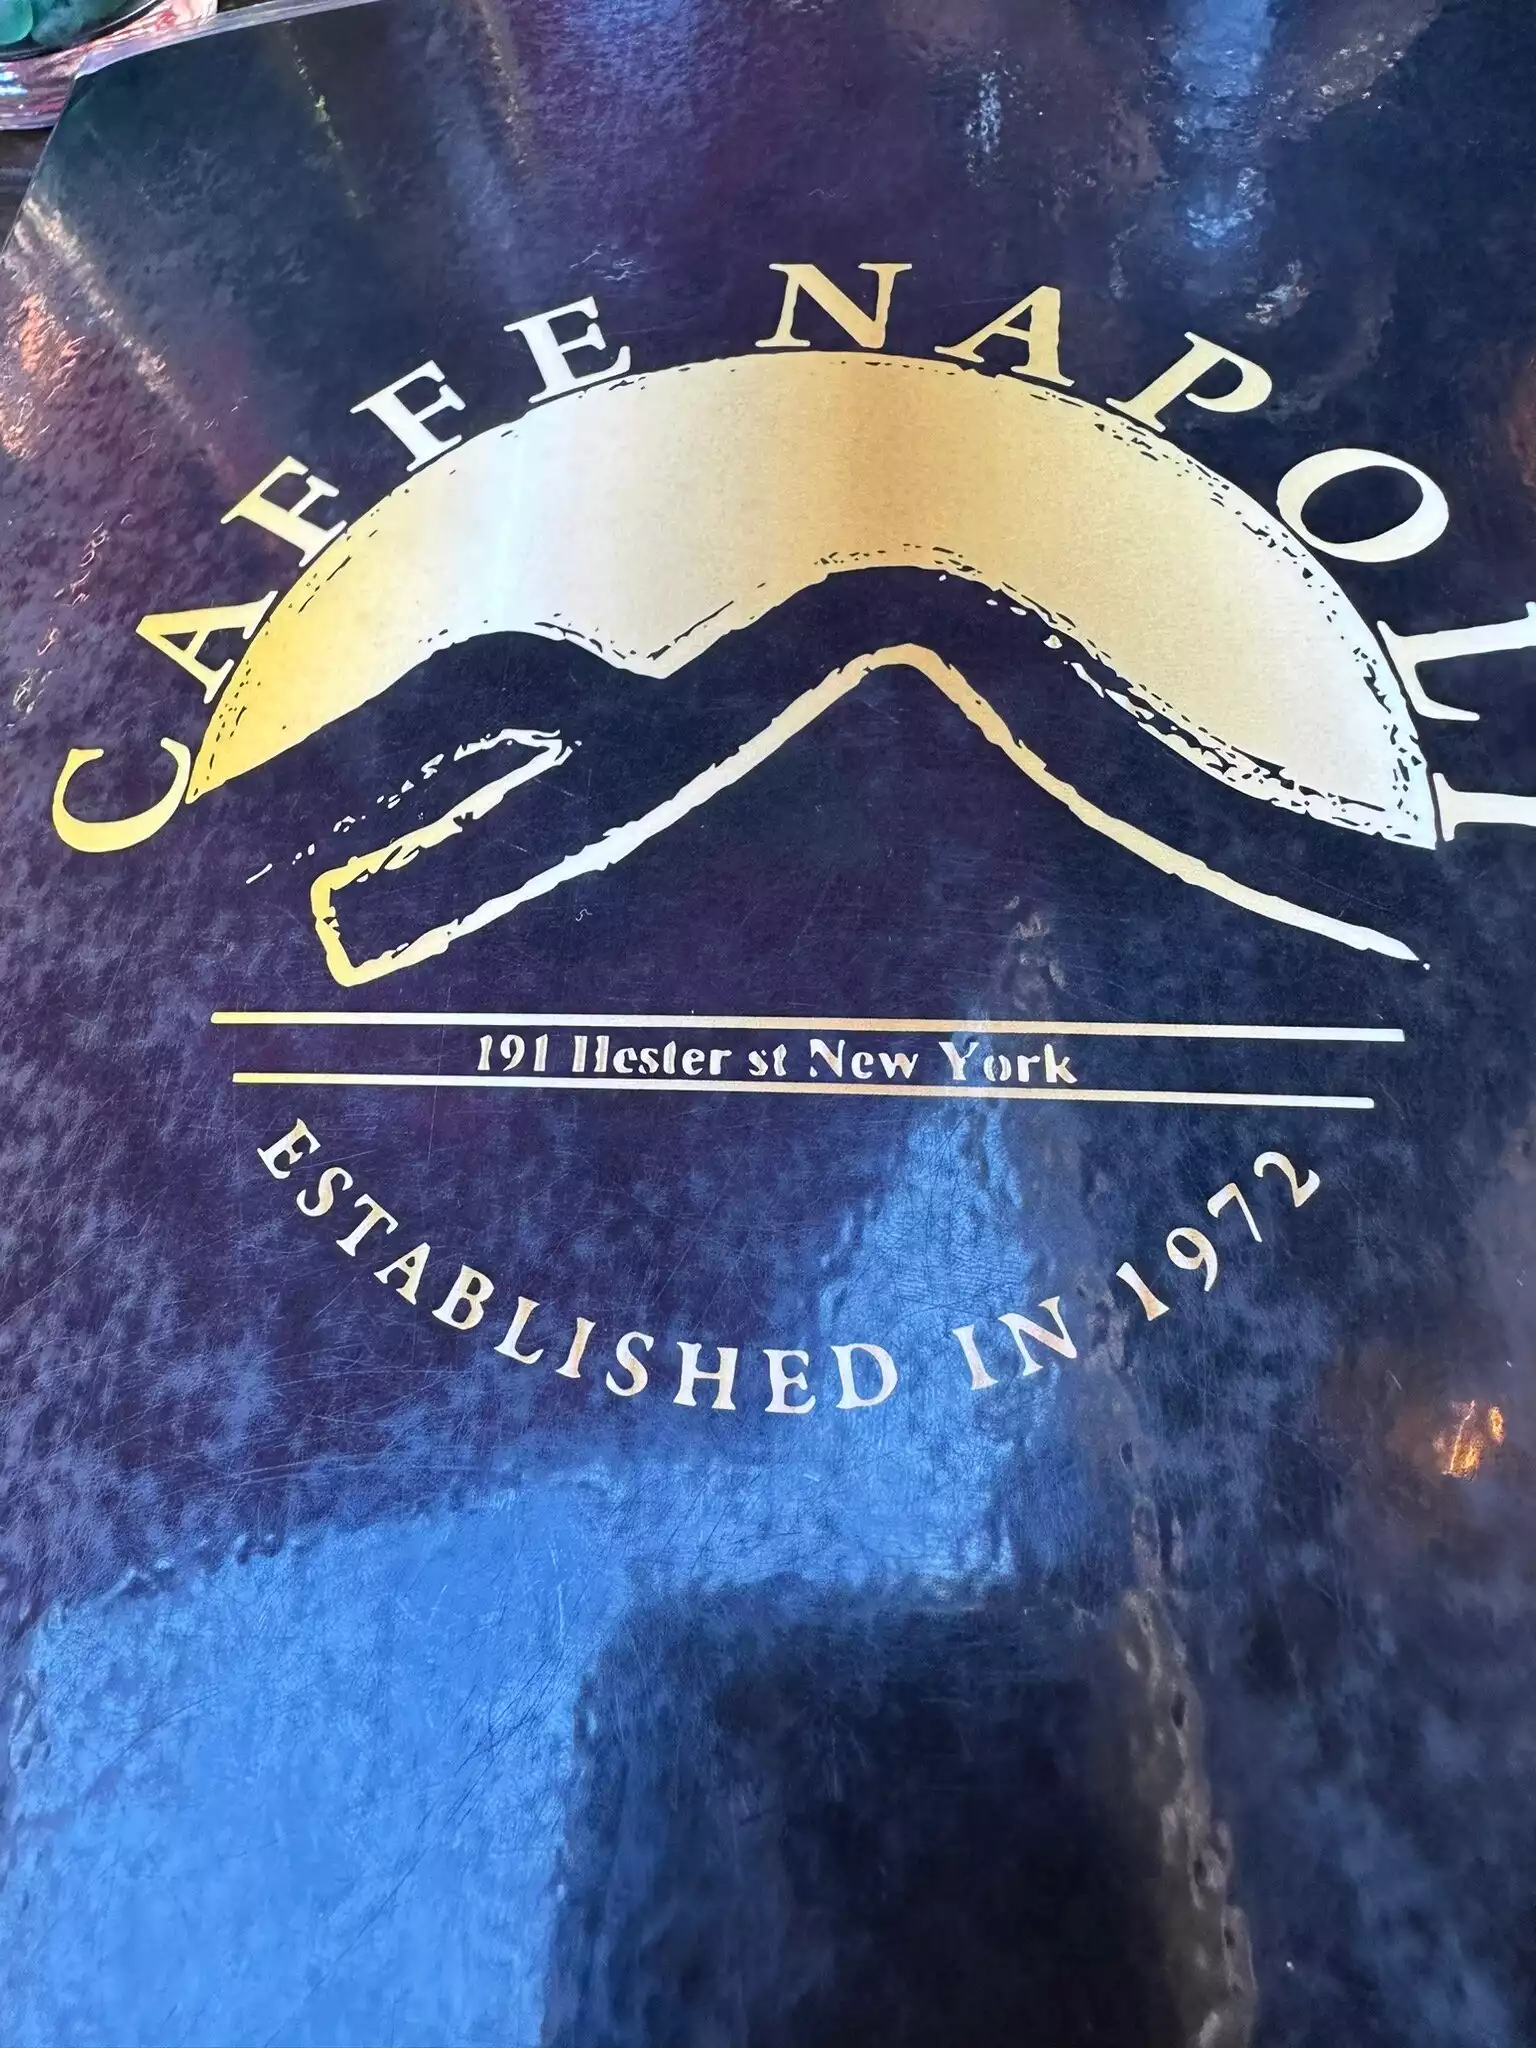 CAFFE NAPOLI
191 Hester st New York
ESTABLISHED IN 1972